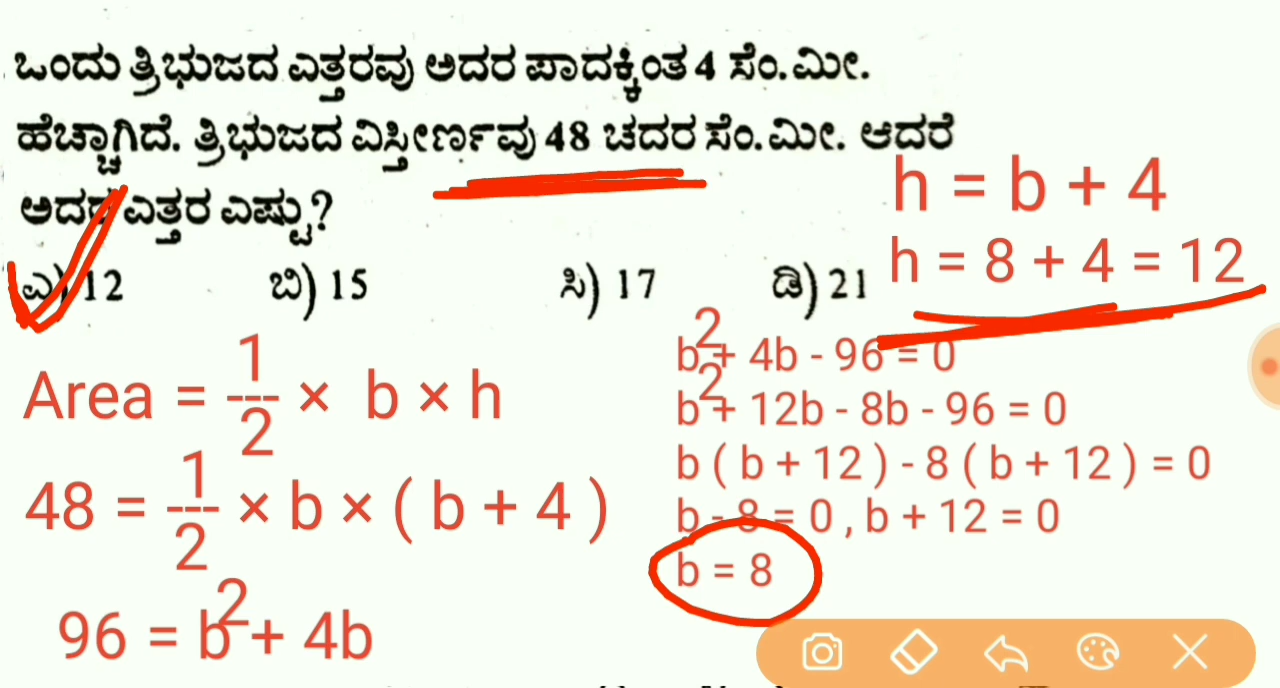 ಒಂದು ತ್ರಿಭುಜದ ಎತ್ತರವು ಅದರ ಪಾದಕ್ಕಿಂತ 4 ಸೆಂ.ಮೀ.
ಹೆಚ್ಚಾಗಿದೆ. ತ್ರಿಭುಜದ ವಿಸ್ತೀರ್ಣವು 48 ಚದರ ಸೆಂ.ಮೀ. ಆದರೆ
ಅದರ ಎತ್ತರ ಎಷ್ಟು?
ಎ) 12 ಬಿ) 15 ಸಿ) 17 ಡಿ) 21
h = b + 4
h = 8 + 4 = 12
Area = 1/2 × b × h
48 = 1/2 × b × ( b + 4 )
96 = b² + 4b
b² + 4b - 96 = 0
b² + 12b - 8b - 96 = 0
b ( b + 12 ) - 8 ( b + 12 ) = 0
b - 8 = 0 , b + 12 = 0
b = 8